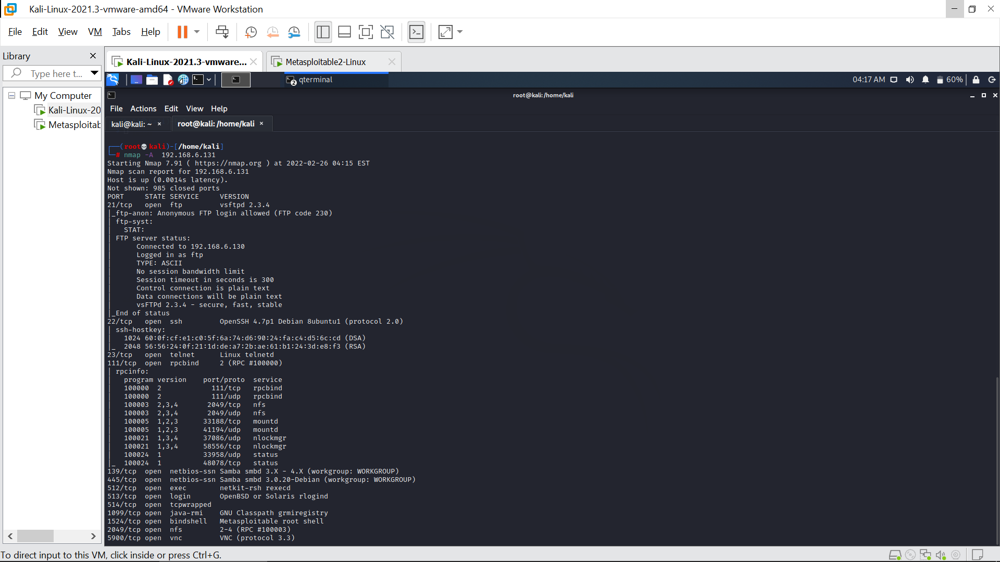 Kali-Linux-2021.3-vmware-amd64 - VMware Workstation
File Edit View VM Tabs Help
Library
Type here t...
My Computer
Kali-Linux-20
Metasploitab
Kali-Linux-2021.3-vmware...
Metasploitable2-Linux
2 qterminal
04:17 AM
60%
root@kali:/home/kali
File Actions Edit View Help
kali@kali: ~
root@kali:/home/kali
┌──(root💀kali)-[/home/kali]
└─# nmap -A  192.168.6.131
Starting Nmap 7.91 ( https://nmap.org ) at 2022-02-26 04:15 EST
Nmap scan report for 192.168.6.131
Host is up (0.0014s latency).
Not shown: 985 closed ports
PORT     STATE SERVICE     VERSION
21/tcp   open  ftp         vsftpd 2.3.4
|_ftp-anon: Anonymous FTP login allowed (FTP code 230)
| ftp-syst:
|   STAT:
| FTP server status:
|      Connected to 192.168.6.130
|      Logged in as ftp
|      TYPE: ASCII
|      No session bandwidth limit
|      Session timeout in seconds is 300
|      Control connection is plain text
|      Data connections will be plain text
|      vsFTPd 2.3.4 - secure, fast, stable
|_End of status
22/tcp   open  ssh         OpenSSH 4.7p1 Debian 8ubuntu1 (protocol 2.0)
| ssh-hostkey:
|   1024 60:0f:cf:e1:c0:5f:6a:74:d6:90:24:fa:c4:d5:6c:cd (DSA)
|_  2048 56:56:24:0f:21:1d:de:a7:2b:ae:61:b1:24:3d:e8:f3 (RSA)
23/tcp   open  telnet      Linux telnetd
111/tcp  open  rpcbind     2 (RPC #100000)
| rpcinfo:
|   program version    port/proto  service
|   100000  2            111/tcp   rpcbind
|   100000  2            111/udp   rpcbind
|   100003  2,3,4       2049/tcp   nfs
|   100003  2,3,4       2049/udp   nfs
|   100005  1,2,3      33188/tcp   mountd
|   100005  1,2,3      41194/udp   mountd
|   100021  1,3,4      37086/udp   nlockmgr
|   100021  1,3,4      58556/tcp   nlockmgr
|   100024  1          33958/udp   status
|_  100024  1          48078/tcp   status
139/tcp  open  netbios-ssn Samba smbd 3.X - 4.X (workgroup: WORKGROUP)
445/tcp  open  netbios-ssn Samba smbd 3.0.20-Debian (workgroup: WORKGROUP)
512/tcp  open  exec        netkit-rsh rexecd
513/tcp  open  login       OpenBSD or Solaris rlogind
514/tcp  open  tcpwrapped
1099/tcp open  java-rmi    GNU Classpath grmiregistry
1524/tcp open  bindshell   Metasploitable root shell
2049/tcp open  nfs         2-4 (RPC #100003)
5900/tcp open  vnc         VNC (protocol 3.3)
To direct input to this VM, click inside or press Ctrl+G.